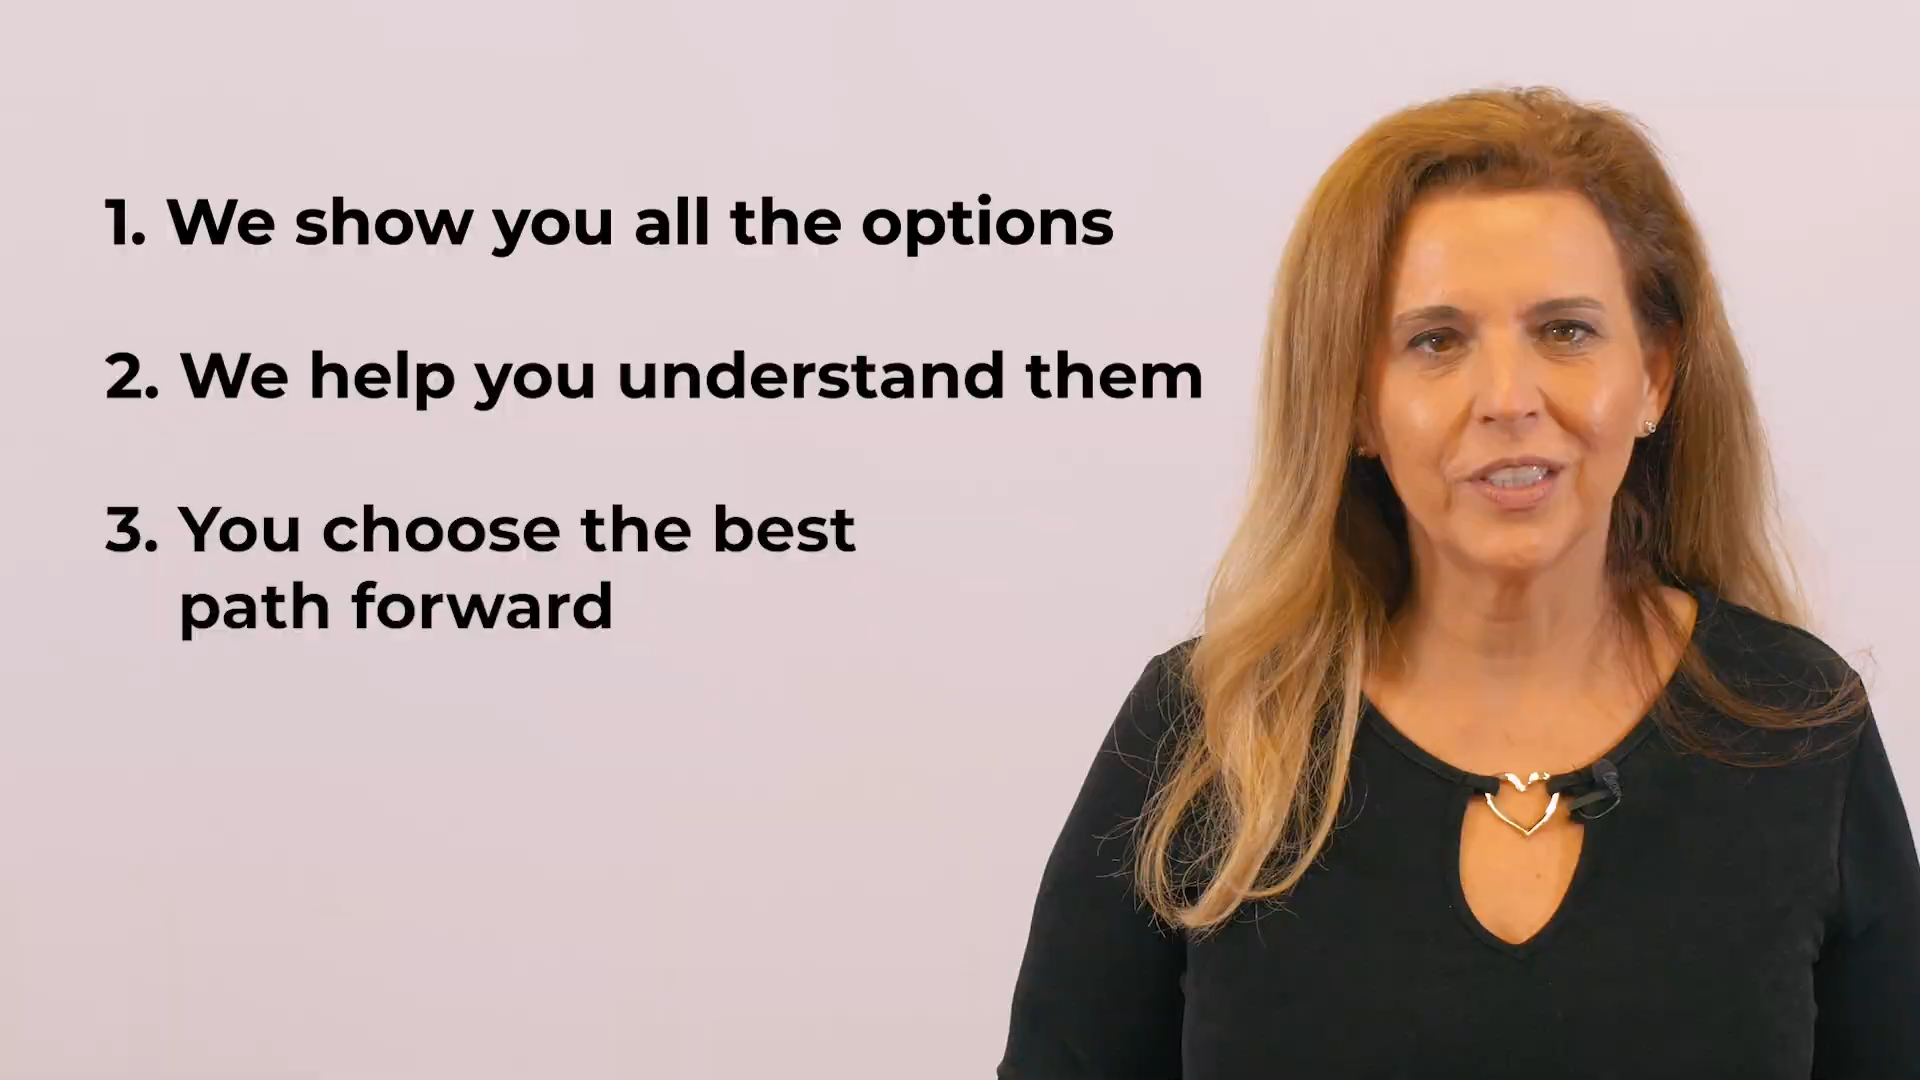 1. We show you all the options
2. We help you understand them
3. You choose the best
path forward